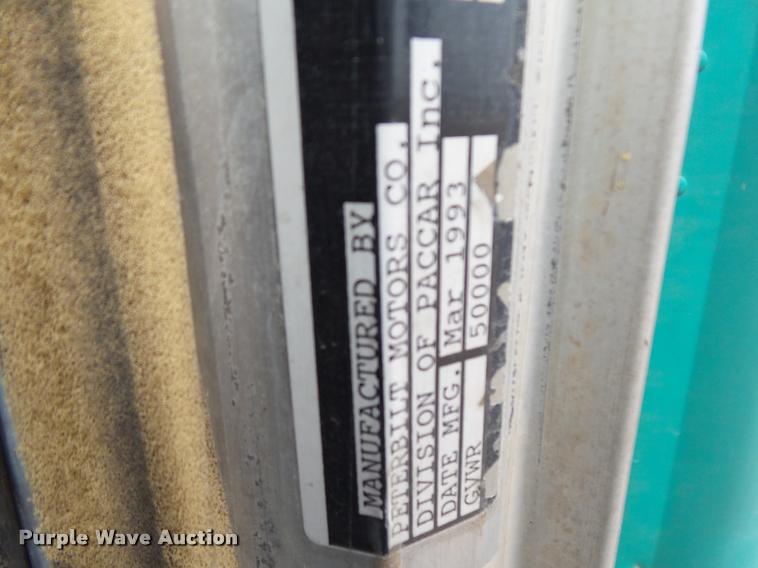 MANUFACTURED BY
PETERBILT MOTORS CO.
DIVISION OF PACCAR Inc.
DATE MFG. Mar 1993
GVWR 50000
Purple Wave Auction